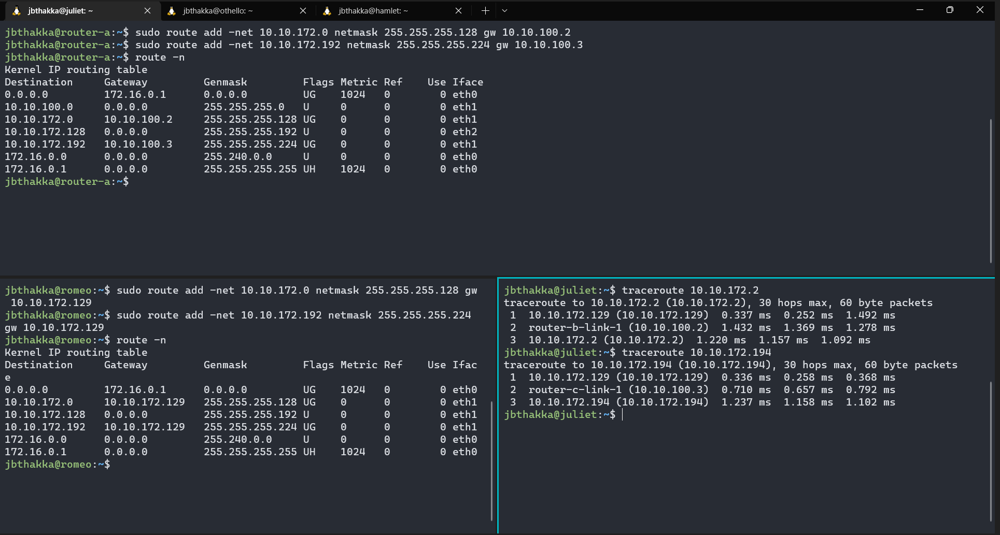 jbthakka@juliet: ~
jbthakka@othello: ~
jbthakka@hamlet: ~
jbthakka@router-a:~$ sudo route add -net 10.10.172.0 netmask 255.255.255.128 gw 10.10.100.2
jbthakka@router-a:~$ sudo route add -net 10.10.172.192 netmask 255.255.255.224 gw 10.10.100.3
jbthakka@router-a:~$ route -n
Kernel IP routing table
Destination     Gateway         Genmask         Flags Metric Ref    Use Iface
0.0.0.0         172.16.0.1      0.0.0.0         UG    1024   0        0 eth0
10.10.100.0     0.0.0.0         255.255.255.0   U     0      0        0 eth1
10.10.172.0     10.10.100.2     255.255.255.128 UG    0      0        0 eth1
10.10.172.128   0.0.0.0         255.255.255.192 U     0      0        0 eth2
10.10.172.192   10.10.100.3     255.255.255.224 UG    0      0        0 eth1
172.16.0.0      0.0.0.0         255.240.0.0     U     0      0        0 eth0
172.16.0.1      0.0.0.0         255.255.255.255 UH    1024   0        0 eth0
jbthakka@router-a:~$
jbthakka@romeo:~$ sudo route add -net 10.10.172.0 netmask 255.255.255.128 gw
 10.10.172.129
jbthakka@romeo:~$ sudo route add -net 10.10.172.192 netmask 255.255.255.224
gw 10.10.172.129
jbthakka@romeo:~$ route -n
Kernel IP routing table
Destination     Gateway         Genmask         Flags Metric Ref    Use Ifac
e
0.0.0.0         172.16.0.1      0.0.0.0         UG    1024   0        0 eth0
10.10.172.0     10.10.172.129   255.255.255.128 UG    0      0        0 eth1
10.10.172.128   0.0.0.0         255.255.255.192 U     0      0        0 eth1
10.10.172.192   10.10.172.129   255.255.255.224 UG    0      0        0 eth1
172.16.0.0      0.0.0.0         255.240.0.0     U     0      0        0 eth0
172.16.0.1      0.0.0.0         255.255.255.255 UH    1024   0        0 eth0
jbthakka@romeo:~$
jbthakka@juliet:~$ traceroute 10.10.172.2
traceroute to 10.10.172.2 (10.10.172.2), 30 hops max, 60 byte packets
 1  10.10.172.129 (10.10.172.129)  0.337 ms  0.252 ms  1.492 ms
 2  router-b-link-1 (10.10.100.2)  1.432 ms  1.369 ms  1.278 ms
 3  10.10.172.2 (10.10.172.2)  1.220 ms  1.157 ms  1.092 ms
jbthakka@juliet:~$ traceroute 10.10.172.194
traceroute to 10.10.172.194 (10.10.172.194), 30 hops max, 60 byte packets
 1  10.10.172.129 (10.10.172.129)  0.336 ms  0.258 ms  0.368 ms
 2  router-c-link-1 (10.10.100.3)  0.710 ms  0.657 ms  0.792 ms
 3  10.10.172.194 (10.10.172.194)  1.237 ms  1.158 ms  1.102 ms
jbthakka@juliet:~$